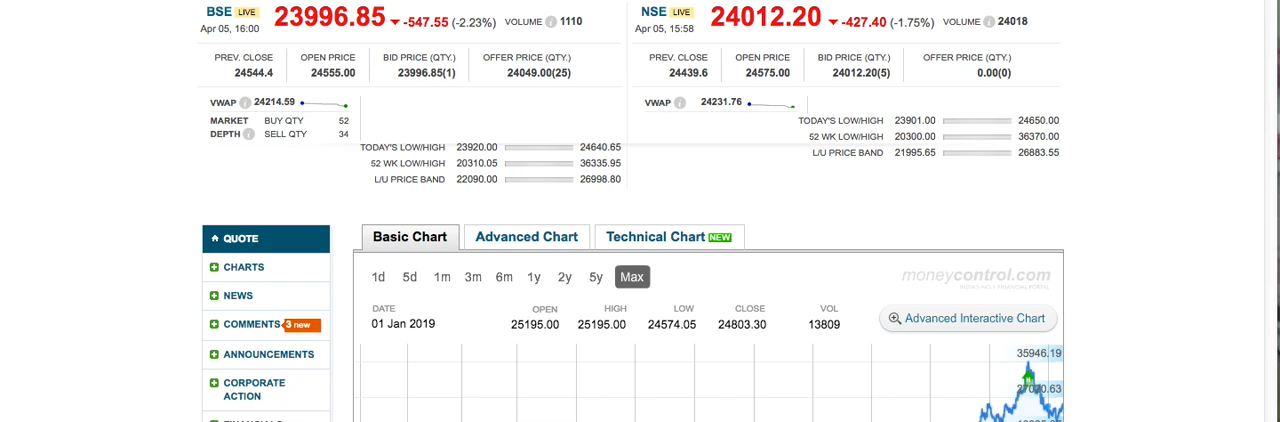 BSE LIVE 23996.85 -547.55 (-2.23%) VOLUME i 1110
Apr 05, 16:00
PREV. CLOSE OPEN PRICE BID PRICE (QTY.) OFFER PRICE (QTY.)
24544.4 24555.00 23996.85(1) 24049.00(25)
VWAP i 24214.59
MARKET DEPTH i
BUY QTY 52
SELL QTY 34
TODAY'S LOW/HIGH 23920.00 24640.65
52 WK LOW/HIGH 20310.05 36335.95
L/U PRICE BAND 22090.00 26998.80
NSE LIVE 24012.20 -427.40 (-1.75%) VOLUME i 24018
Apr 05, 15:58
PREV. CLOSE OPEN PRICE BID PRICE (QTY.) OFFER PRICE (QTY.)
24439.6 24575.00 24012.20(5) 0.00(0)
VWAP i 24231.76
TODAY'S LOW/HIGH 23901.00 24650.00
52 WK LOW/HIGH 20300.00 36370.00
L/U PRICE BAND 21995.65 26883.55
QUOTE
CHARTS
NEWS
COMMENTS 3 new
ANNOUNCEMENTS
CORPORATE
ACTION
Basic Chart Advanced Chart Technical Chart NEW
1d 5d 1m 3m 6m 1y 2y 5y Max
moneycontrol.com
INDIA'S NO. 1 FINANCIAL PORTAL
DATE OPEN HIGH LOW CLOSE VOL
01 Jan 2019 25195.00 25195.00 24574.05 24803.30 13809
Advanced Interactive Chart
35946.19